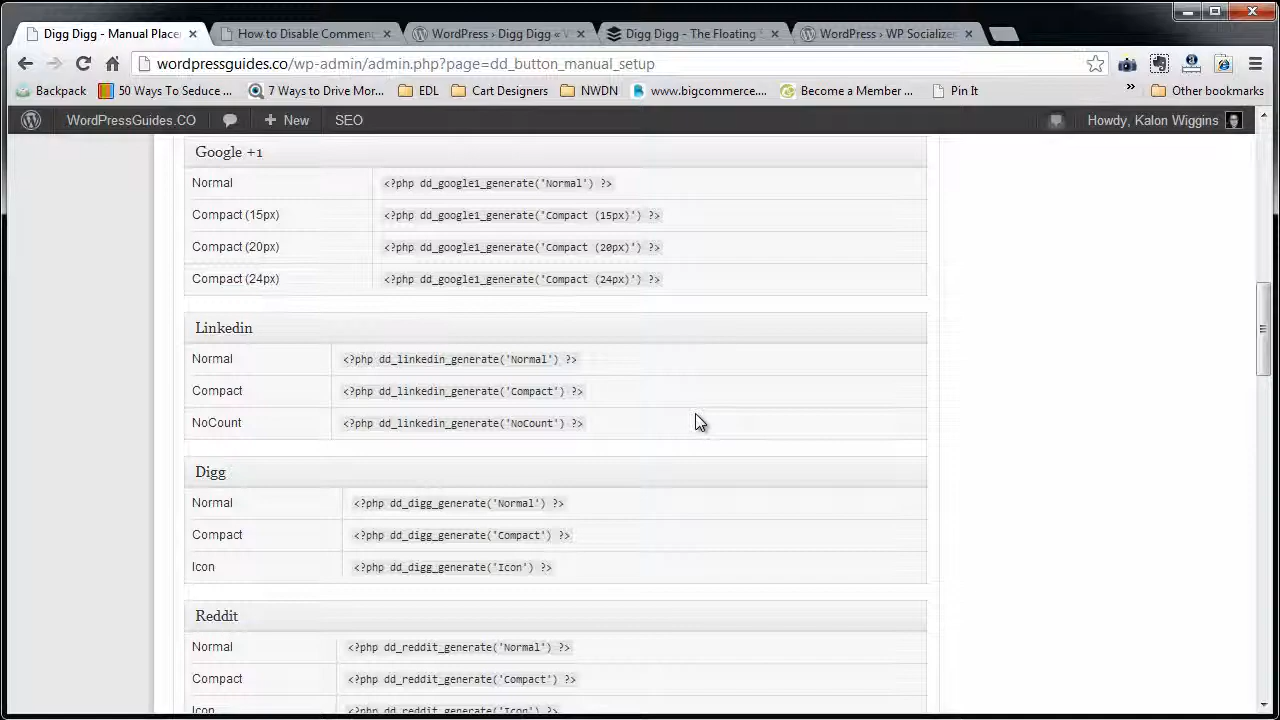 Digg Digg - Manual Place
How to Disable Commen
WordPress › Digg Digg «
Digg Digg - The Floating
WordPress › WP Socialize
wordpressguides.co/wp-admin/admin.php?page=dd_button_manual_setup
Backpack
50 Ways To Seduce ...
7 Ways to Drive Mor...
EDL
Cart Designers
NWDN
www.bigcommerce....
Become a Member ...
Pin It
»
Other bookmarks
WordPressGuides.CO
+ New
SEO
Howdy, Kalon Wiggins
Google +1
Normal <?php dd_google1_generate('Normal') ?>
Compact (15px) <?php dd_google1_generate('Compact (15px)') ?>
Compact (20px) <?php dd_google1_generate('Compact (20px)') ?>
Compact (24px) <?php dd_google1_generate('Compact (24px)') ?>
Linkedin
Normal <?php dd_linkedin_generate('Normal') ?>
Compact <?php dd_linkedin_generate('Compact') ?>
NoCount <?php dd_linkedin_generate('NoCount') ?>
Digg
Normal <?php dd_digg_generate('Normal') ?>
Compact <?php dd_digg_generate('Compact') ?>
Icon <?php dd_digg_generate('Icon') ?>
Reddit
Normal <?php dd_reddit_generate('Normal') ?>
Compact <?php dd_reddit_generate('Compact') ?>
Icon <?php dd_reddit_generate('Icon') ?>